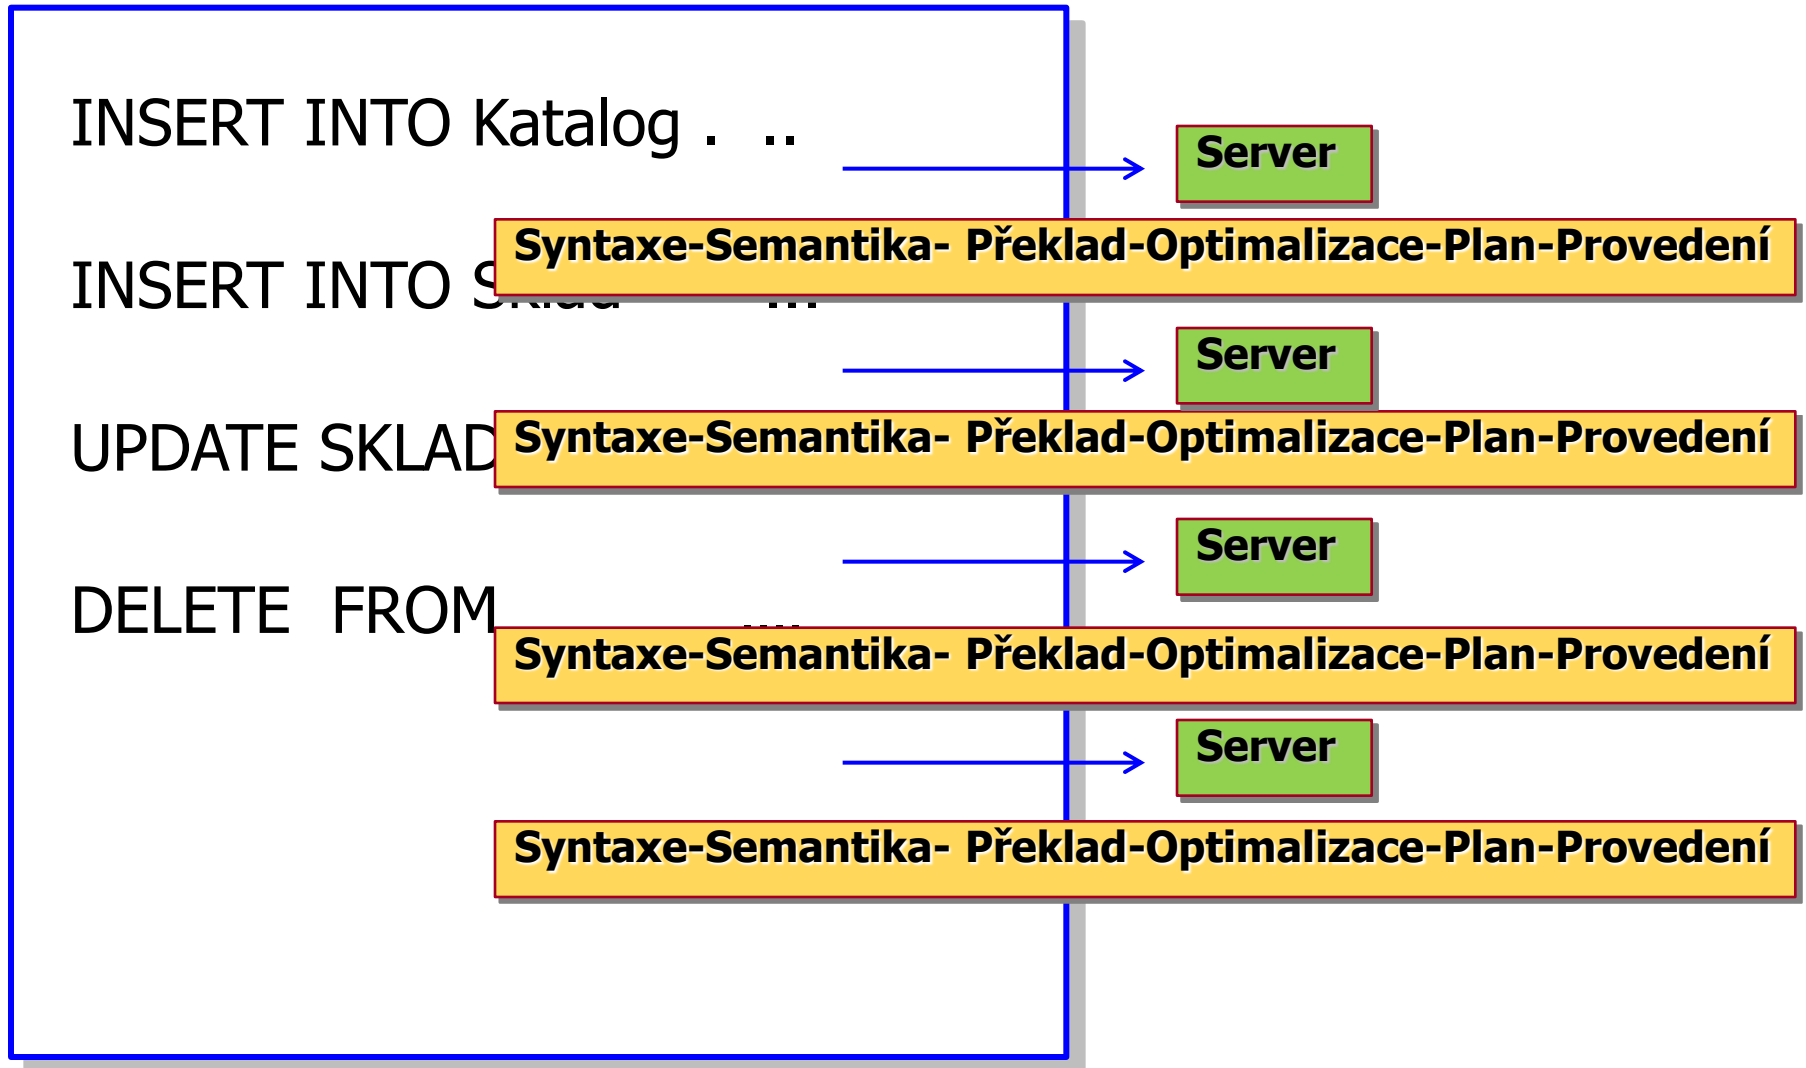 INSERT INTO Katalog . ..
Server
Syntaxe-Semantika- Překlad-Optimalizace-Plan-Provedení
INSERT INTO Sklad ...
Server
Syntaxe-Semantika- Překlad-Optimalizace-Plan-Provedení
UPDATE SKLAD
Server
DELETE FROM ....
Syntaxe-Semantika- Překlad-Optimalizace-Plan-Provedení
Server
Syntaxe-Semantika- Překlad-Optimalizace-Plan-Provedení